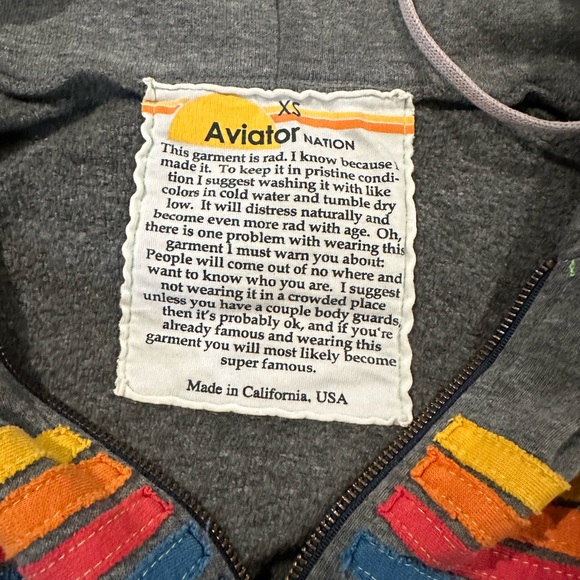 XS
Aviator NATION
This garment is rad. I know because I
made it. To keep it in pristine condi-
tion I suggest washing it with like
colors in cold water and tumble dry
low. It will distress naturally and
become even more rad with age. Oh,
there is one problem with wearing this
garment I must warn you about:
People will come out of no where and
want to know who you are. I suggest
not wearing it in a crowded place
unless you have a couple body guards,
then it's probably ok, and if you're
already famous and wearing this
garment you will most likely become
super famous.
Made in California, USA